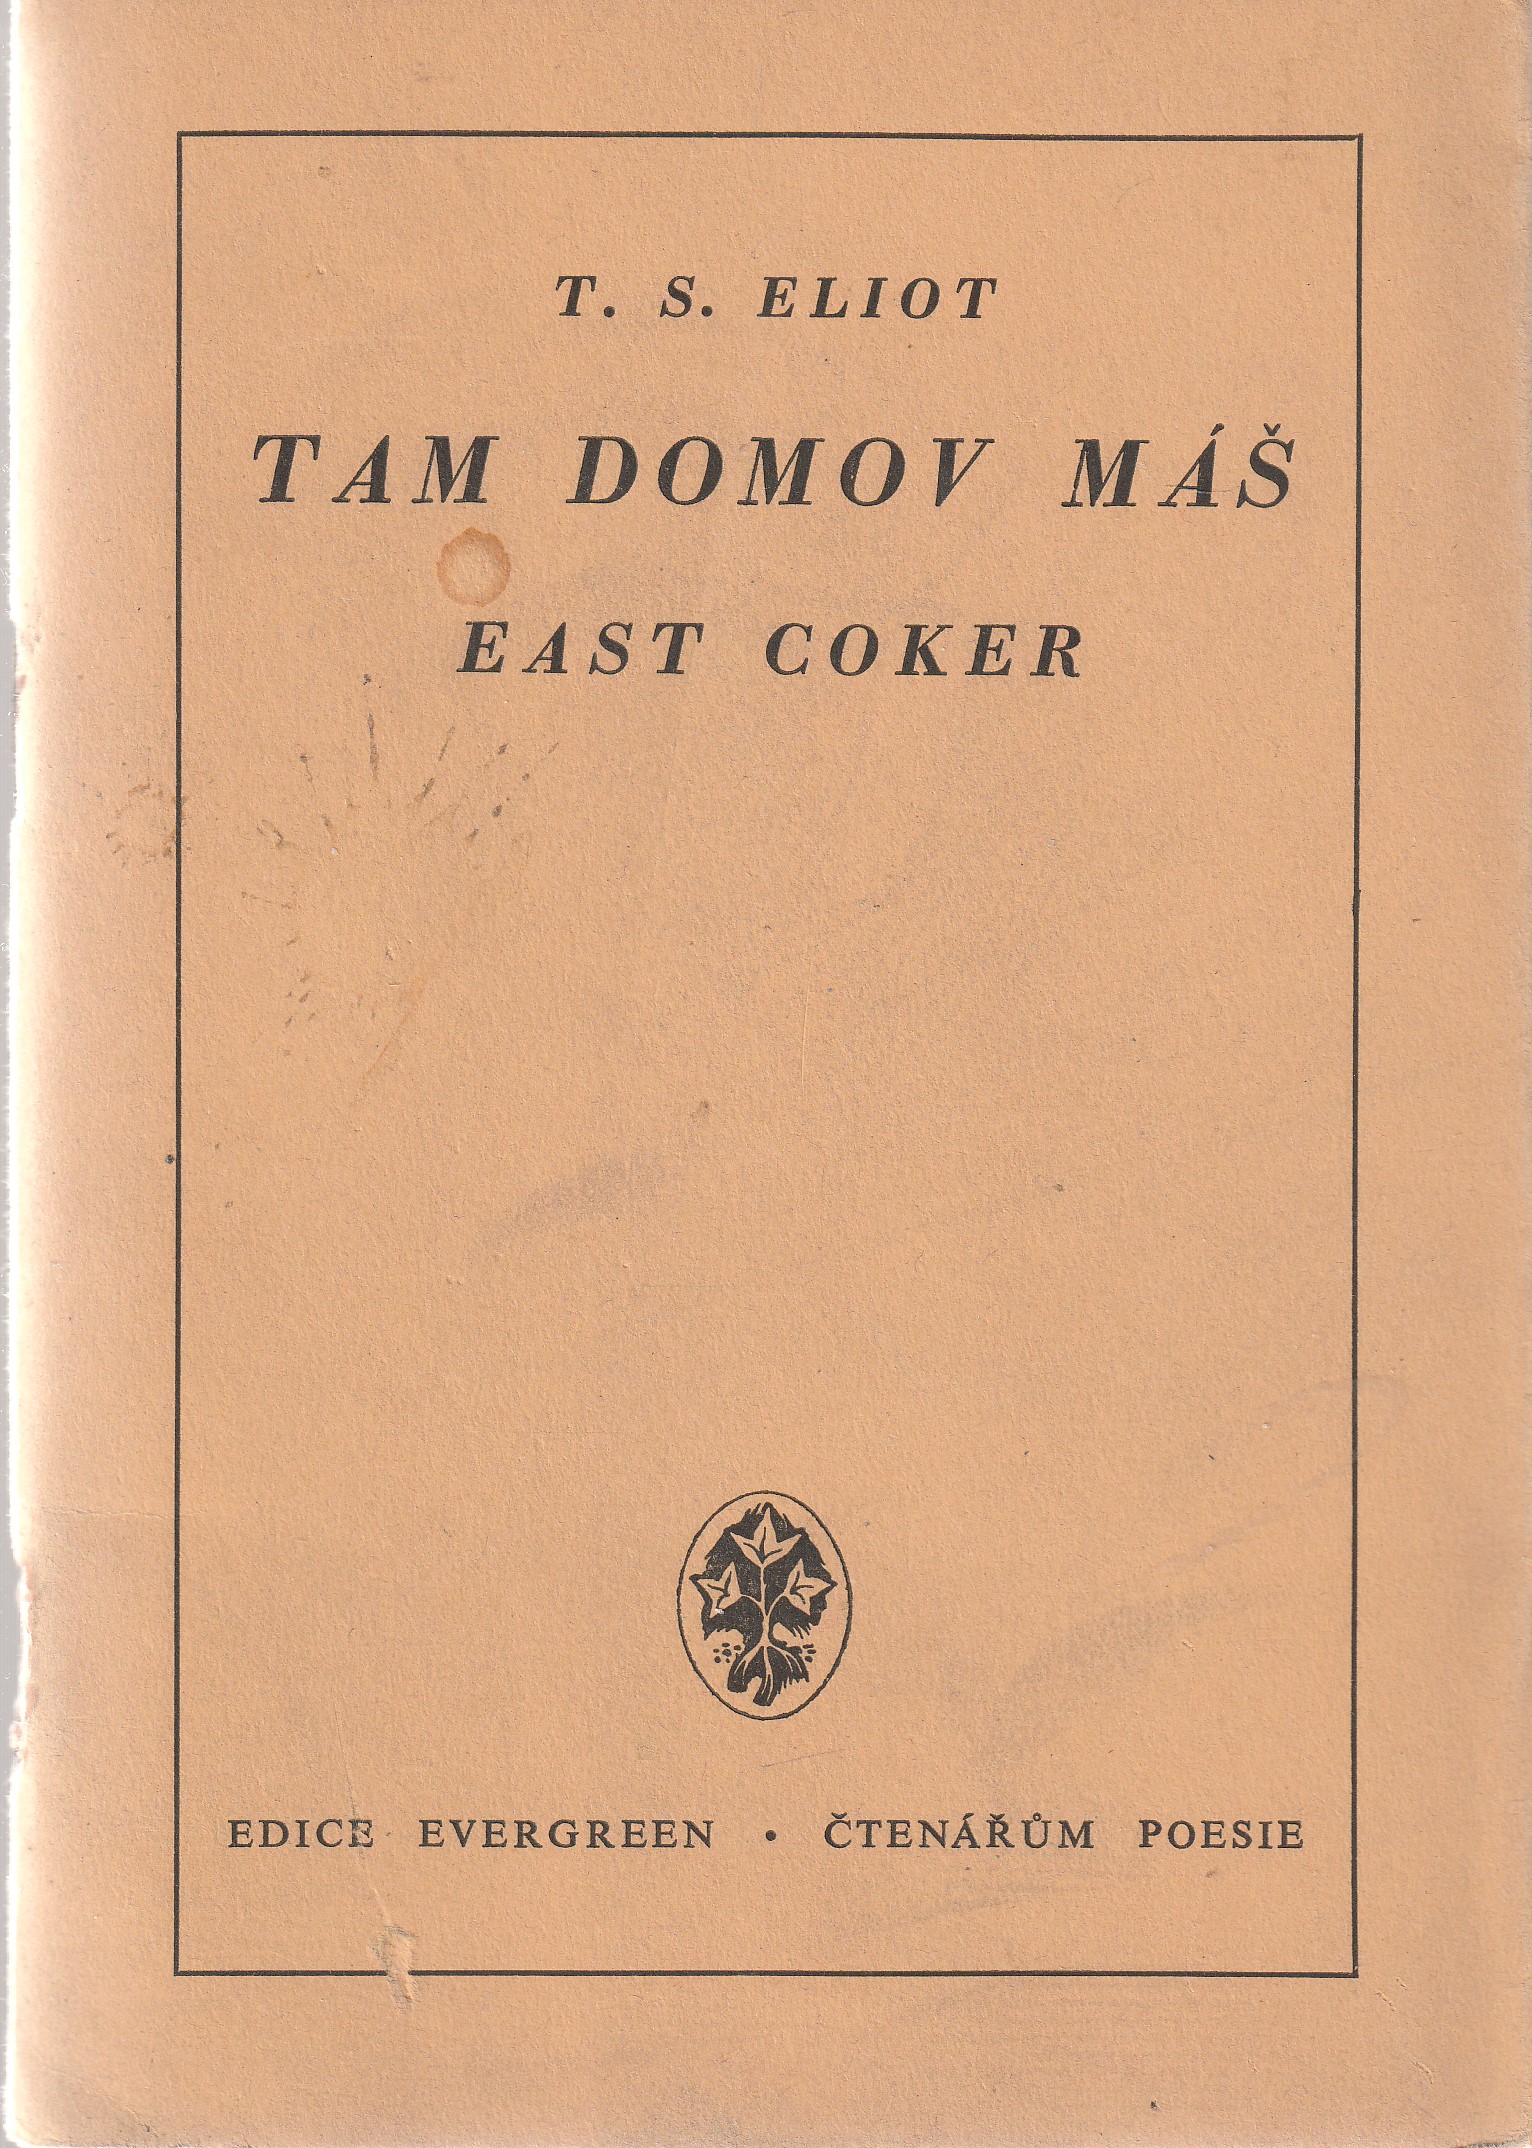 T. S. ELIOT
TAM DOMOV MÁŠ
EAST COKER
EDICE EVERGREEN • ČTENÁŘŮM POESIE